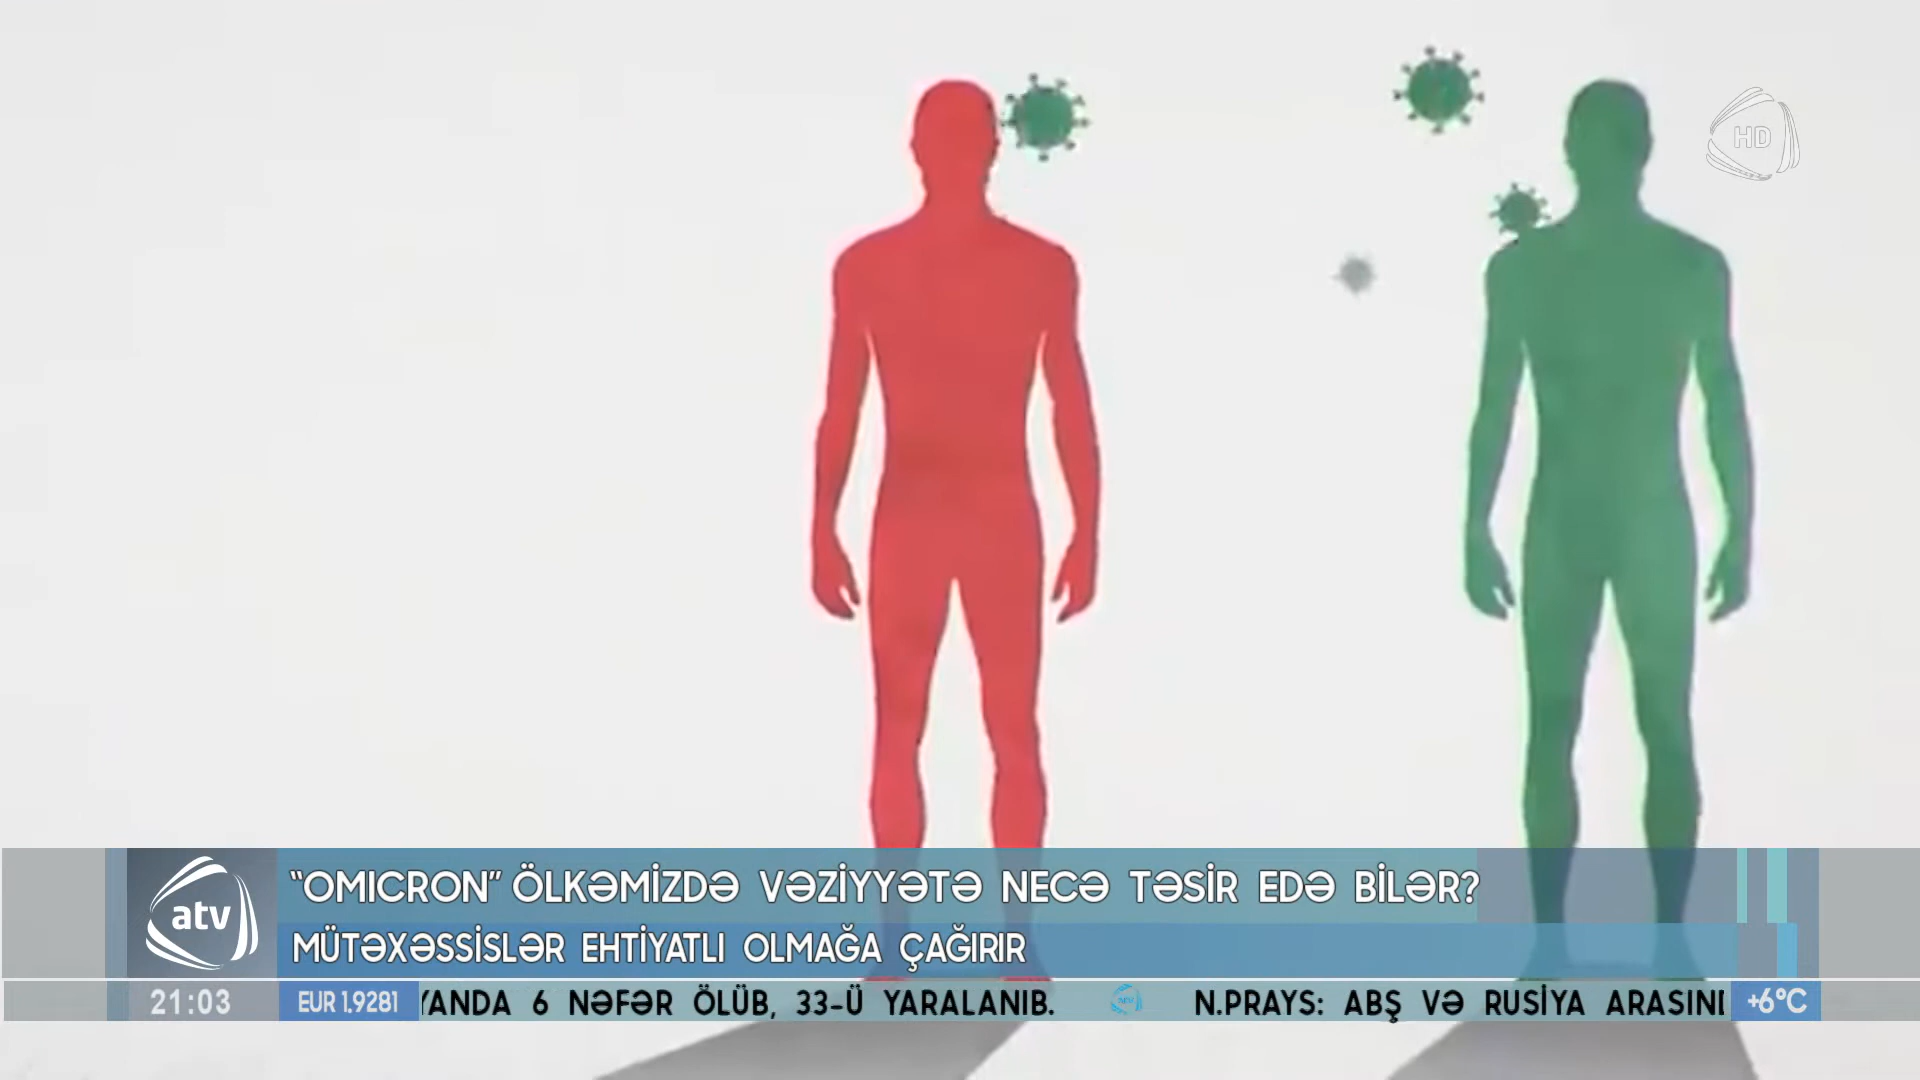 HD
"OMICRON" ÖLKƏMİZDƏ VƏZİYYƏTƏ NECƏ TƏSİR EDƏ BİLƏR?
atv
MÜTƏXƏSSİSLƏR EHTİYATLI OLMAĞA ÇAĞIRIR
21:03 EUR 1.9281 YANDA 6 NƏFƏR ÖLÜB, 33-Ü YARALANIB. N.PRAYS: ABŞ VƏ RUSİYA ARASINI +6°C